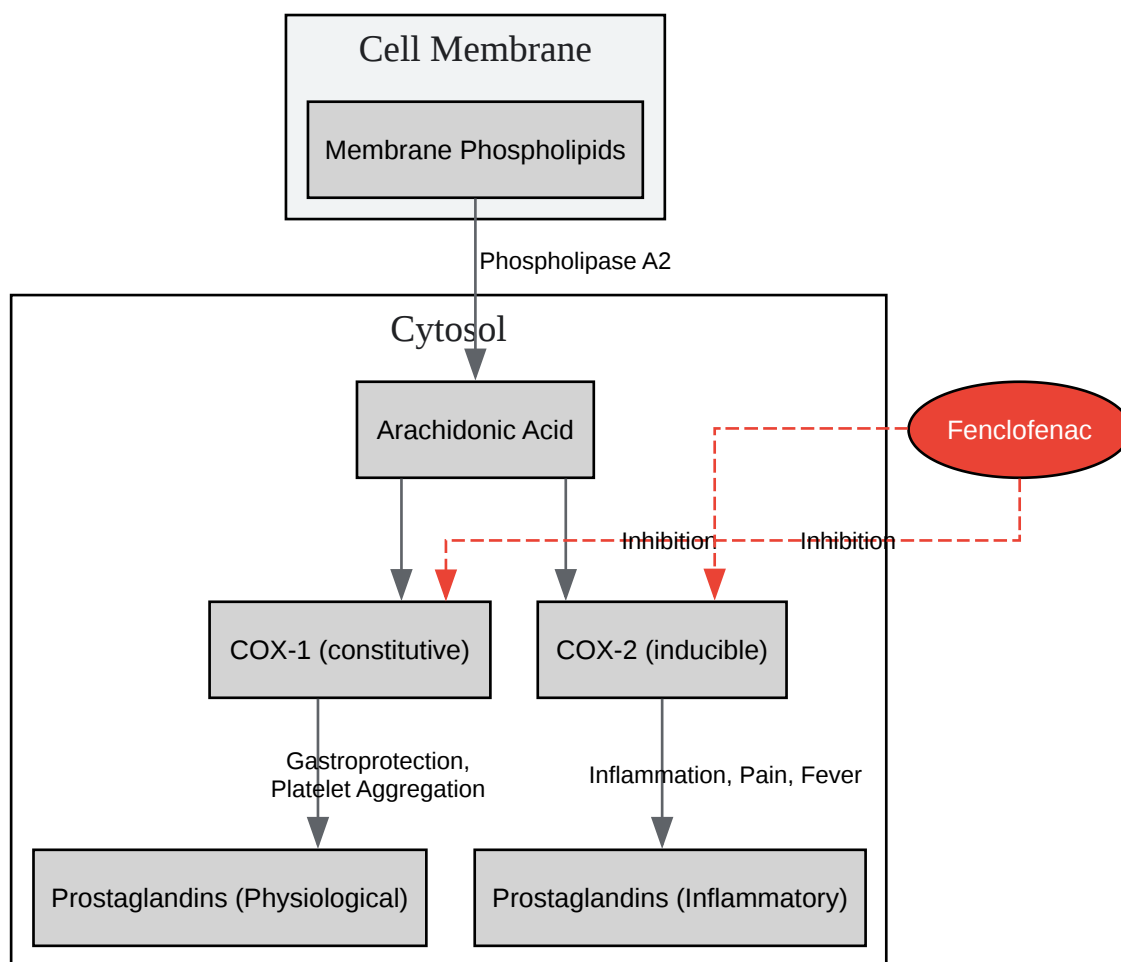 Cell Membrane
Membrane Phospholipids
Phospholipase A2
Cytosol
Arachidonic Acid
Fenclofenac
Inhibition
Inhibition
COX-1 (constitutive)
COX-2 (inducible)
Gastroprotection,
Platelet Aggregation
Inflammation, Pain, Fever
Prostaglandins (Physiological)
Prostaglandins (Inflammatory)